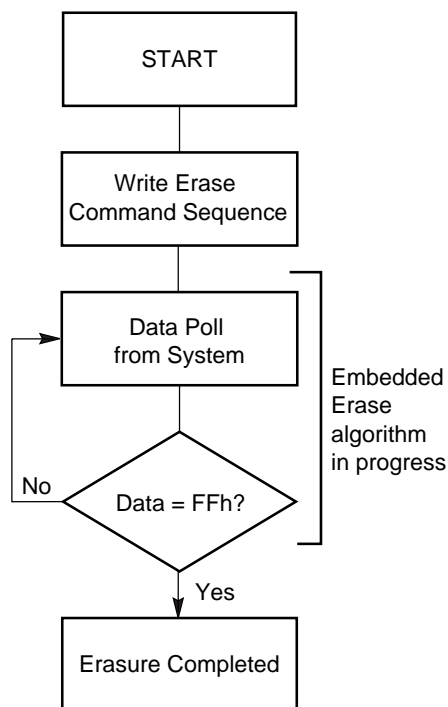 START
Write Erase
Command Sequence
Data Poll
from System
Embedded
Erase
algorithm
in progress
No
Data = FFh?
Yes
Erasure Completed